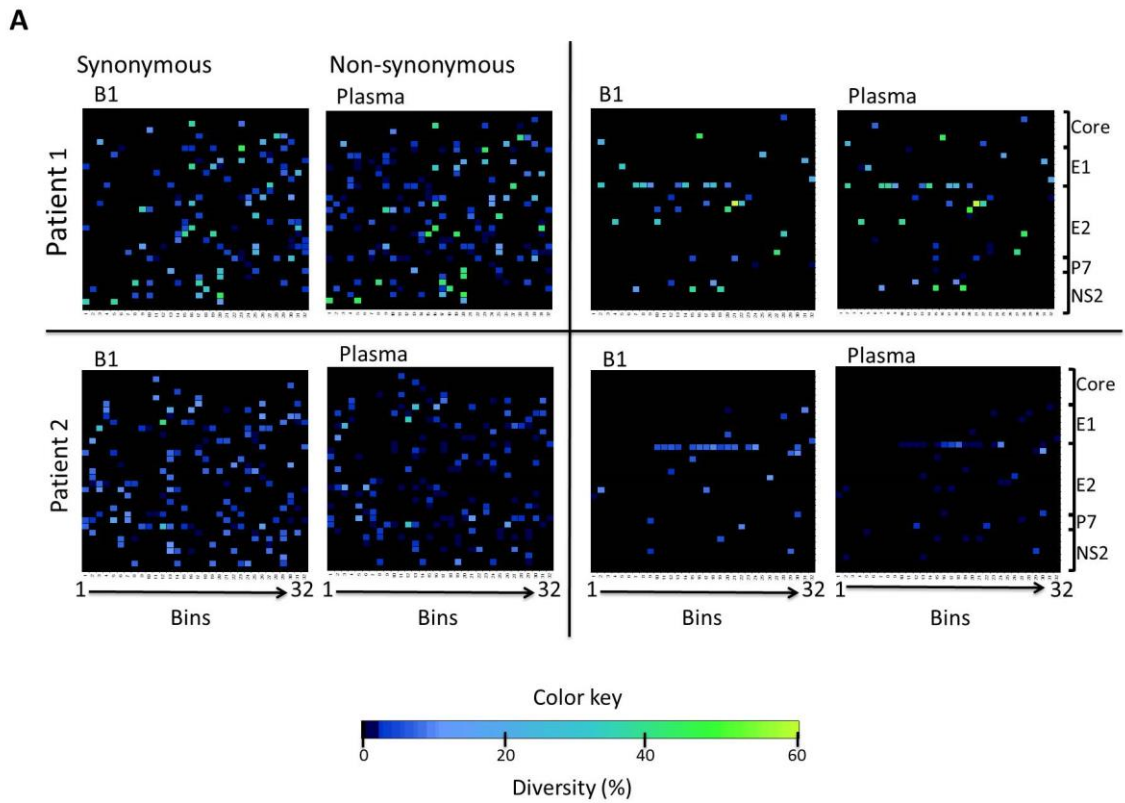 A
Synonymous
Non-synonymous
B1
Plasma
B1
Plasma
Patient 1
Core
E1
E2
P7
NS2
B1
Plasma
B1
Plasma
Patient 2
Core
E1
E2
P7
NS2
1
32
1
32
1
32
1
32
Bins
Bins
Bins
Bins
Color key
0
20
40
60
Diversity (%)